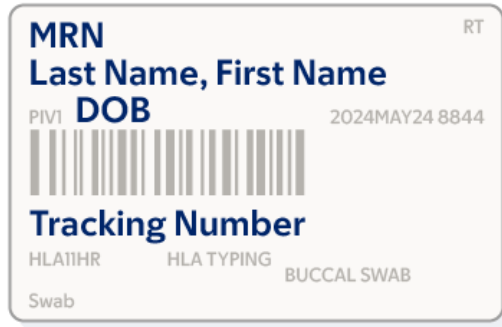 MRN RT
Last Name, First Name
PIV1 DOB 2024MAY24 8844
Tracking Number
HLA11HR HLA TYPING
BUCCAL SWAB
Swab